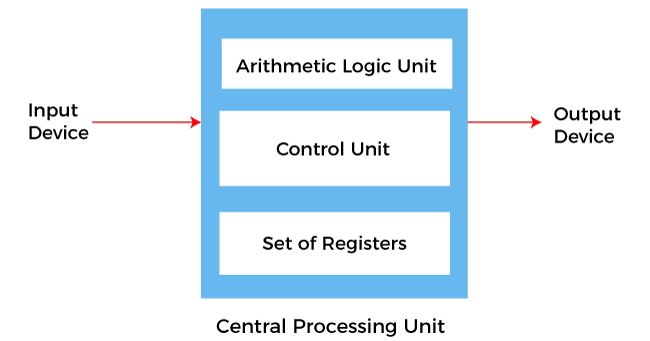 Arithmetic Logic Unit
Input
Device
Control Unit
Output
Device
Set of Registers
Central Processing Unit